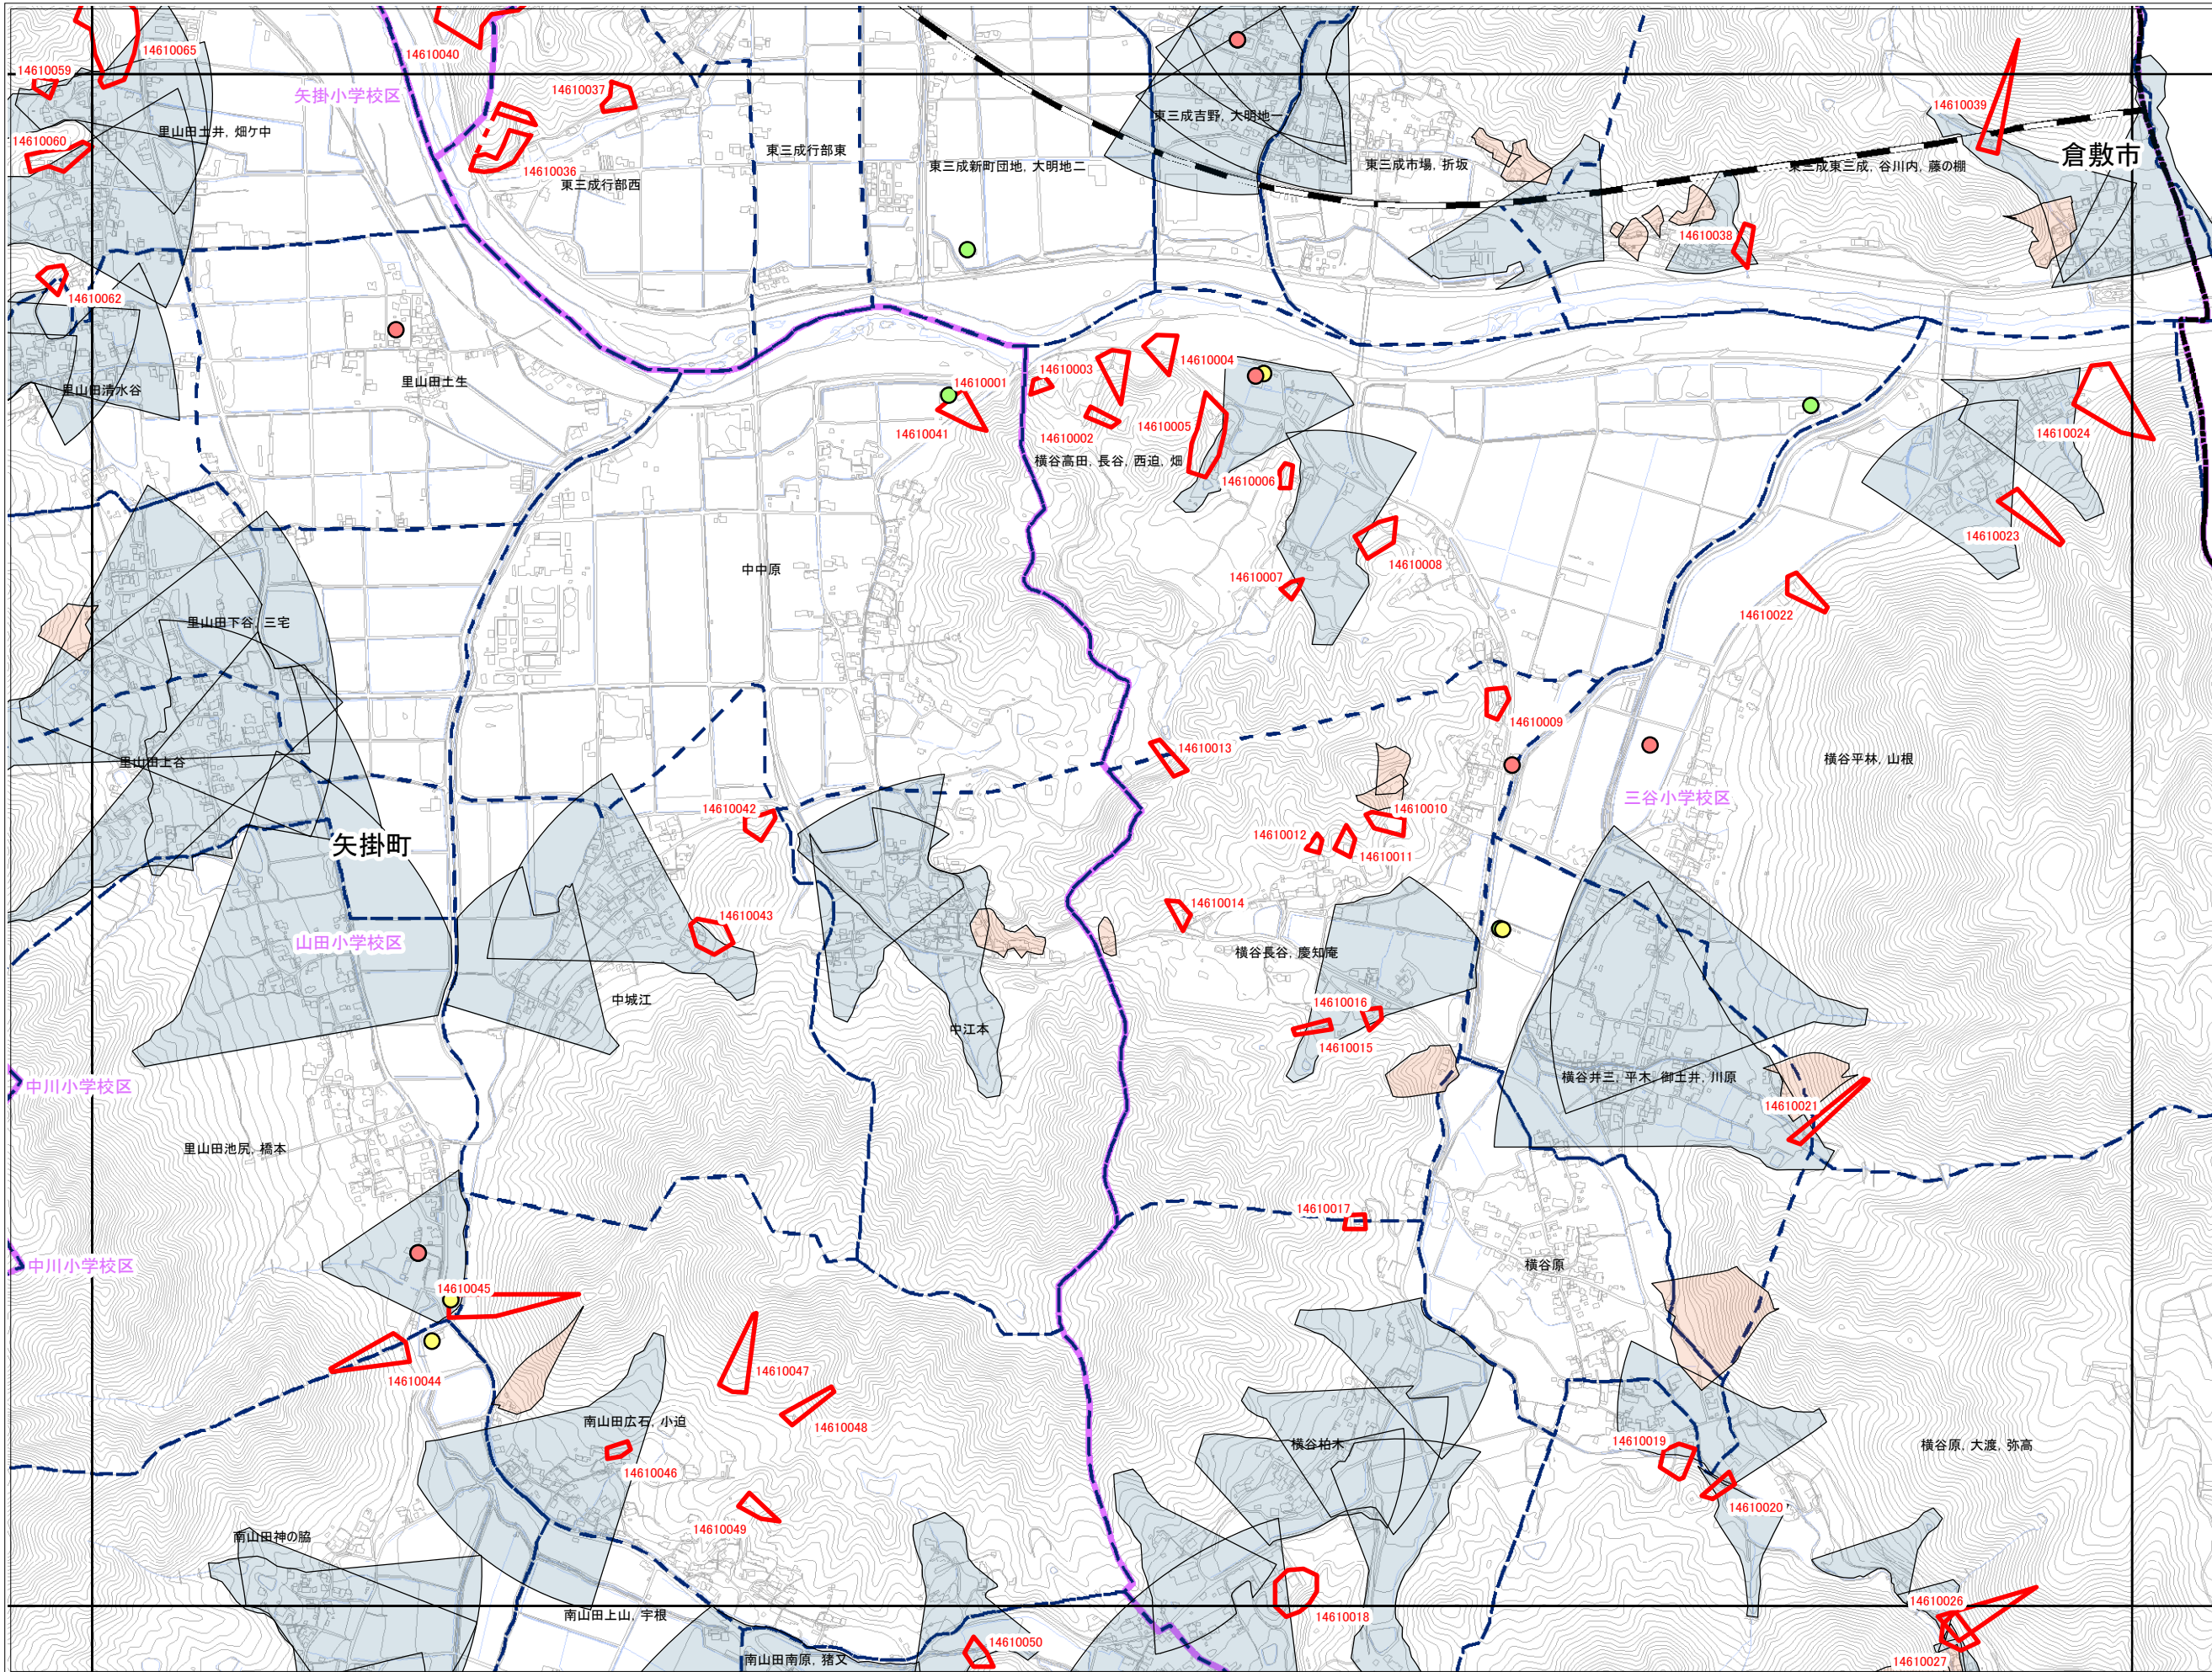 14610065
14610040
14610059
矢掛小学校区
14610037
14610039
里山田土井, 畑ケ中
東三成吉野, 大明地一
14610060
東三成行部東
倉敷市
14610036
東三成行部西
東三成新町団地, 大明地二
東三成市場, 折坂
東三成東三成, 谷川内, 藤の棚
14610038
14610062
里山田清水谷
里山田土生
14610001
14610003
14610004
14610041
14610002
14610005
14610024
横谷高田, 長谷, 西迫, 畑
14610006
14610023
14610008
中中原
14610007
14610022
里山田下谷, 三宅
14610009
14610013
里山田上谷
横谷平林, 山根
三谷小学校区
14610042
14610010
14610012
14610011
矢掛町
14610043
14610014
山田小学校区
横谷長谷, 慶知庵
中城江
14610016
中江本
14610015
中川小学校区
横谷井三, 平木, 御土井, 川原
14610021
里山田池尻, 橋本
14610017
中川小学校区
横谷原
14610045
14610047
14610044
14610048
南山田広石, 小迫
14610046
横谷柏木
14610019
横谷原, 大渡, 弥高
14610020
14610049
南山田神の脇
14610026
南山田上山, 宇根
14610018
14610050
南山田南原, 猪又
14610027